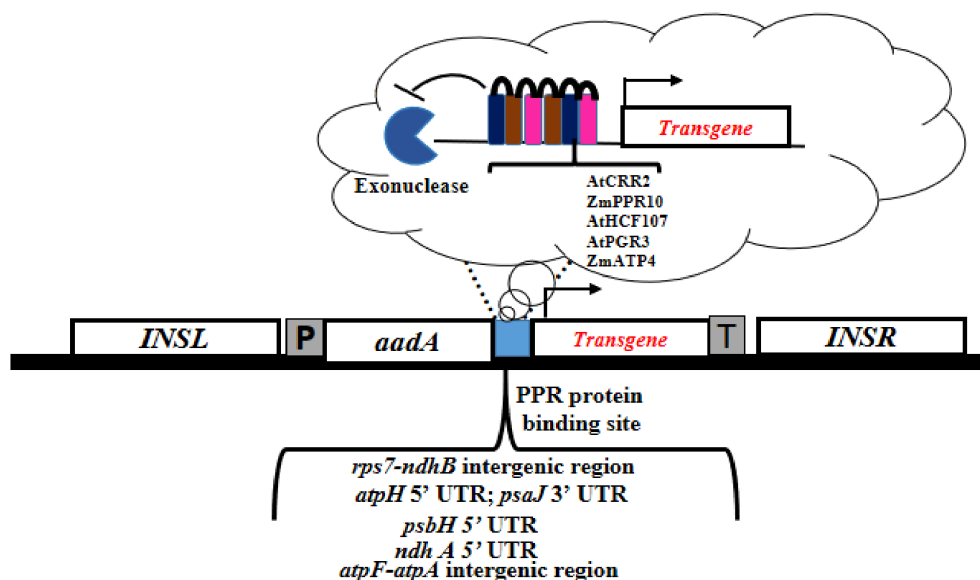 Transgene
Exonuclease
AtCRR2
ZmPPR10
AtHCF107
AtPGR3
ZmATP4
INSL P aadA Transgene T INSR
PPR protein
binding site
rps7-ndhB intergenic region
atpH 5’ UTR; psaJ 3’ UTR
psbH 5’ UTR
ndh A 5’ UTR
atpF-atpA intergenic region